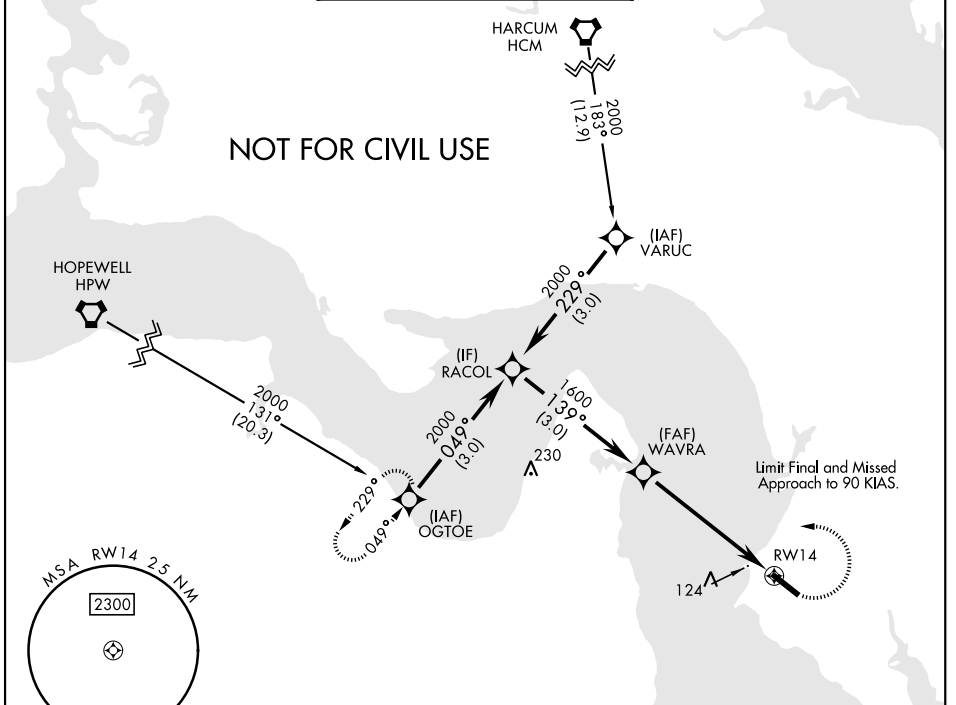 HARCUM
HCM
2000
183°
(12.9)
NOT FOR CIVIL USE
(IAF)
VARUC
HOPEWELL
HPW
2000
229°
(3.0)
(IF)
RACOL
2000
131°
(20.3)
2000
049°
(3.0)
1600
139°
(3.0)
230
(FAF)
WAVRA
Limit Final and Missed
Approach to 90 KIAS.
229°
049°
(IAF)
OGTOE
RW14
124
MSA RW14 25 NM
2300